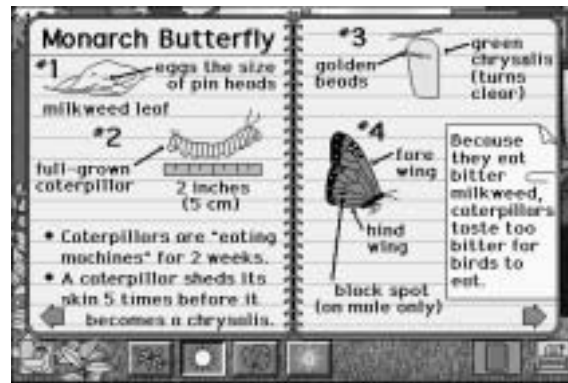 Monarch Butterfly
#1
eggs the size
of pin heads
milkweed leaf
#2
full-grown
caterpillar
2 inches
(5 cm)
• Caterpillars are "eating
machines" for 2 weeks.
• A caterpillar sheds its
skin 5 times before it
becomes a chrysalis.
#3
golden
beads
green
chrysalis
(turns
clear)
#4
fore
wing
hind
wing
black spot
(on male only)
Because
they eat
bitter
milkweed,
caterpillars
taste too
bitter for
birds to
eat.